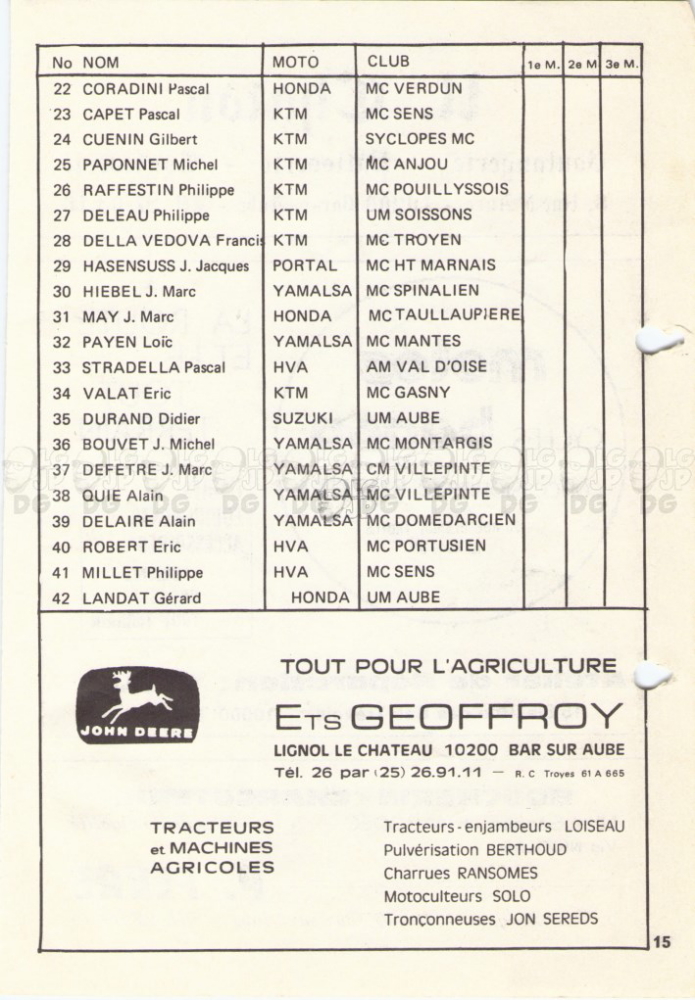 No NOM MOTO CLUB 1e M. 2e M 3e M.
22 CORADINI Pascal HONDA MC VERDUN
23 CAPET Pascal KTM MC SENS
24 CUENIN Gilbert KTM SYCLOPES MC
25 PAPONNET Michel KTM MC ANJOU
26 RAFFESTIN Philippe KTM MC POUILLYSSOIS
27 DELEAU Philippe KTM UM SOISSONS
28 DELLA VEDOVA Francis KTM MC TROYEN
29 HASENSUSS J. Jacques PORTAL MC HT MARNAIS
30 HIEBEL J. Marc YAMALSA MC SPINALIEN
31 MAY J. Marc HONDA MC TAULLAUPIERE
32 PAYEN Loïc YAMALSA MC MANTES
33 STRADELLA Pascal HVA AM VAL D'OISE
34 VALAT Eric KTM MC GASNY
35 DURAND Didier SUZUKI UM AUBE
36 BOUVET J. Michel YAMALSA MC MONTARGIS
37 DEFETRE J. Marc YAMALSA CM VILLEPINTE
38 QUIE Alain YAMALSA MC VILLEPINTE
39 DELAIRE Alain YAMALSA MC DOMEDARCIEN
40 ROBERT Eric HVA MC PORTUSIEN
41 MILLET Philippe HVA MC SENS
42 LANDAT Gérard HONDA UM AUBE
JOHN DEERE
TOUT POUR L'AGRICULTURE
ETS GEOFFROY
LIGNOL LE CHATEAU 10200 BAR SUR AUBE
Tél. 26 par (25) 26.91.11 — R. C Troyes 61 A 665
TRACTEURS
et MACHINES
AGRICOLES
Tracteurs-enjambeurs LOISEAU
Pulvérisation BERTHOUD
Charrues RANSOMES
Motoculteurs SOLO
Tronçonneuses JON SEREDS
15